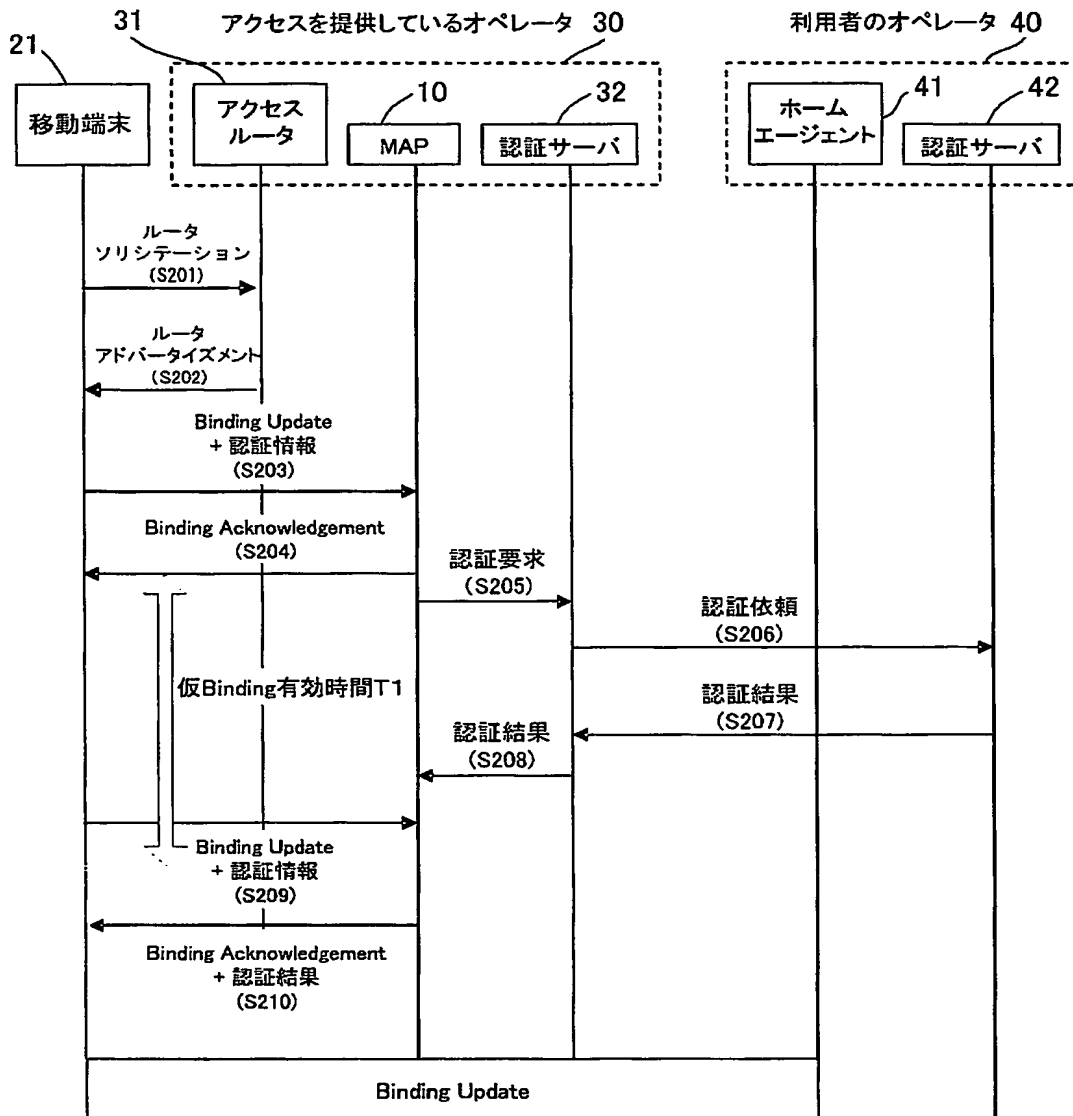 アクセスを提供しているオペレータ 30
利用者のオペレータ 40
21
31
10
32
41
42
移動端末
アクセス
ルータ
MAP
認証サーバ
ホーム
エージェント
認証サーバ
ルータ
ソリシテーション
(S201)
ルータ
アドバータイズメント
(S202)
Binding Update
+ 認証情報
(S203)
Binding Acknowledgement
(S204)
認証要求
(S205)
認証依頼
(S206)
仮Binding有効時間T1
認証結果
(S207)
認証結果
(S208)
Binding Update
+ 認証情報
(S209)
Binding Acknowledgement
+ 認証結果
(S210)
Binding Update